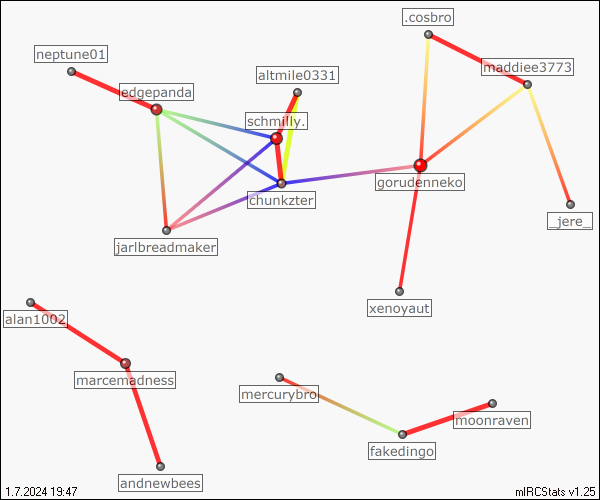 .cosbro
neptune01
maddiee3773
altmile0331
edgepanda
schmilly.
gorudenneko
chunkzter
_jere_
jarlbreadmaker
xenoyaut
alan1002
marcemadness
mercurybro
moonraven
fakedingo
andnewbees
1.7.2024 19:47
mIRCStats v1.25